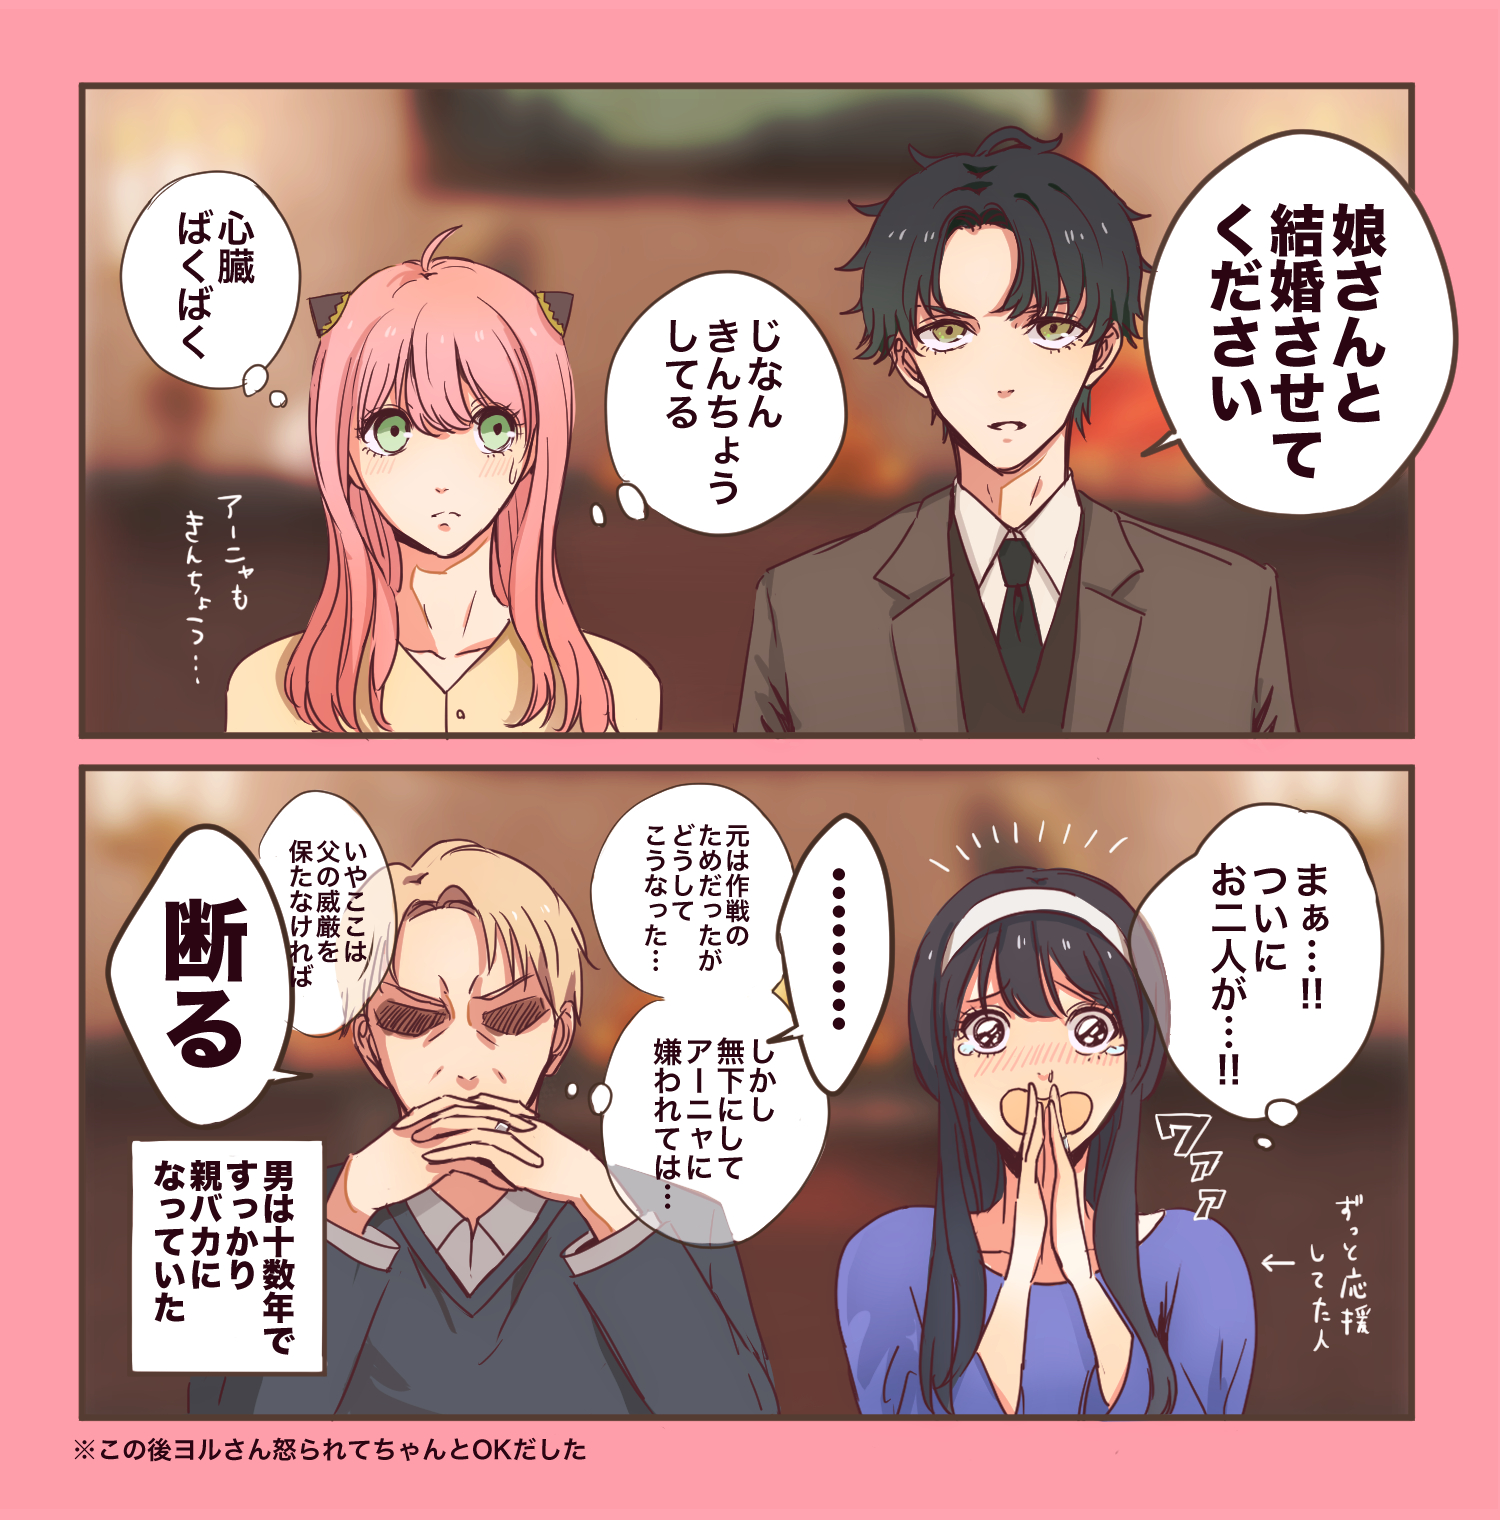 娘さんと
結婚させて
ください
じなん
きんちょう
してる
心臓
ばくばく
アーニャも
きんちょう…
まぁ…!!
ついに
お二人が…!!
ワァァァ
ずっと応援
してた人
←
………
元は作戦の
ためだったが
どうして
こうなった…
しかし
無下にして
アーニャに
嫌われては…
いやここは
父の威厳を
保たなければ
断る
男は十数年で
すっかり
親バカに
なっていた
※この後ヨルさん怒られてちゃんとOKだした